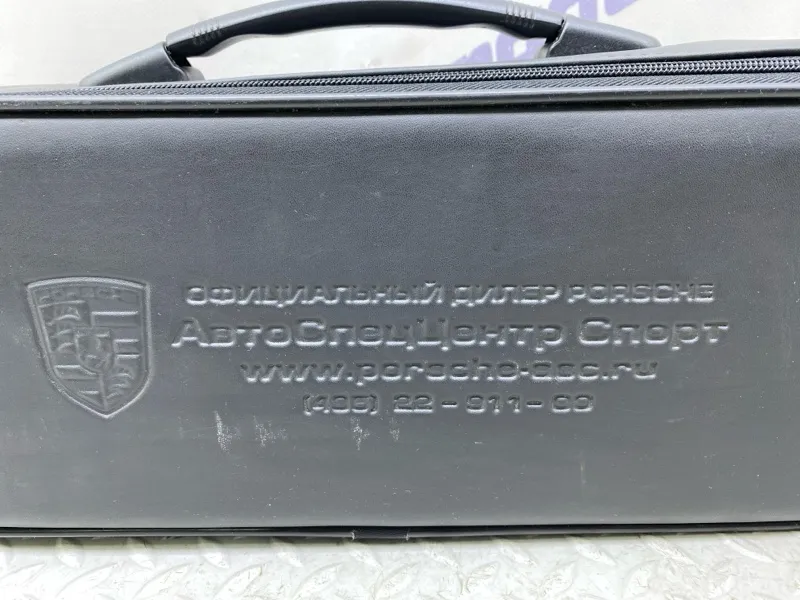 ОФИЦИАЛЬНЫЙ ДИЛЕР PORSCHE
АвтоСпецЦентр Спорт
www.porsche-asc.ru
(495) 22-911-00